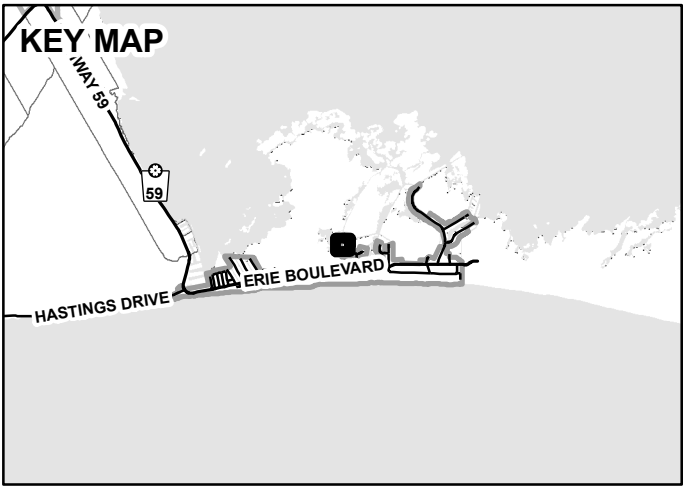 KEY MAP
WAY 59
59
ERIE BOULEVARD
HASTINGS DRIVE